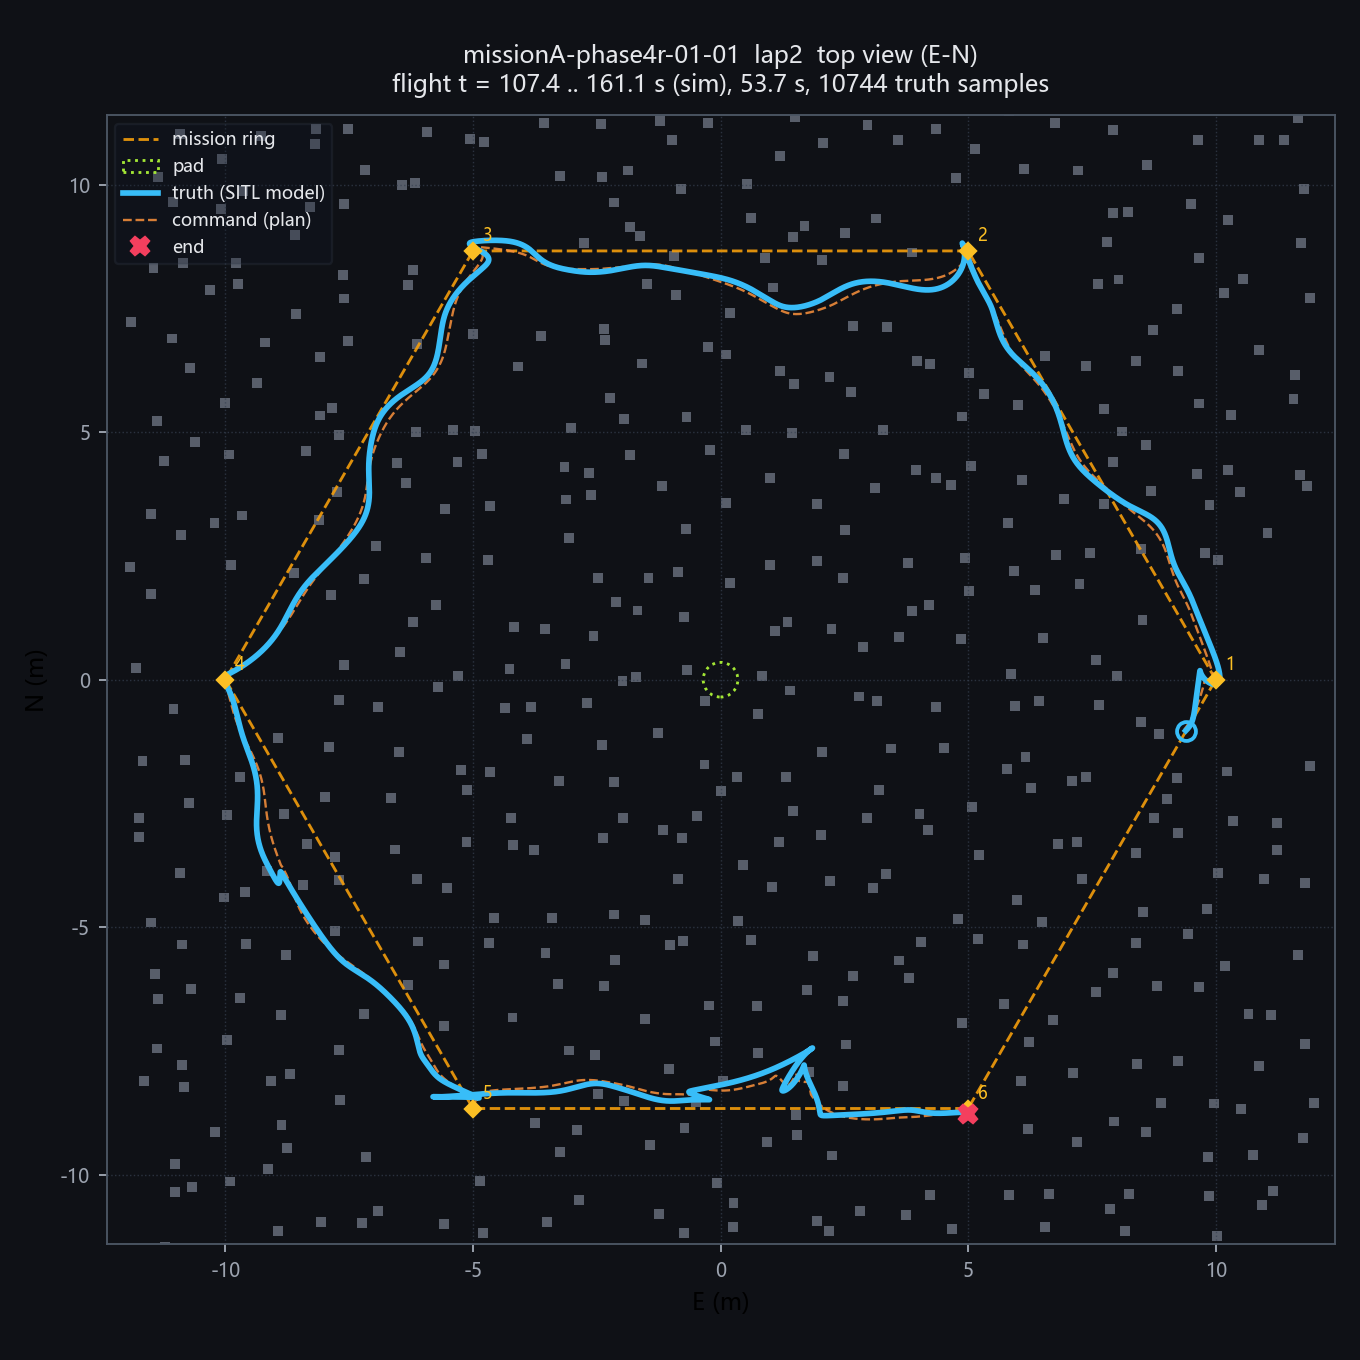 missionA-phase4r-01-01 lap2 top view (E-N)
flight t = 107.4 .. 161.1 s (sim), 53.7 s, 10744 truth samples
mission ring
pad
truth (SITL model)
command (plan)
end
3
2
4
1
5
6
10
5
0
-5
-10
N (m)
-10
-5
0
5
10
E (m)